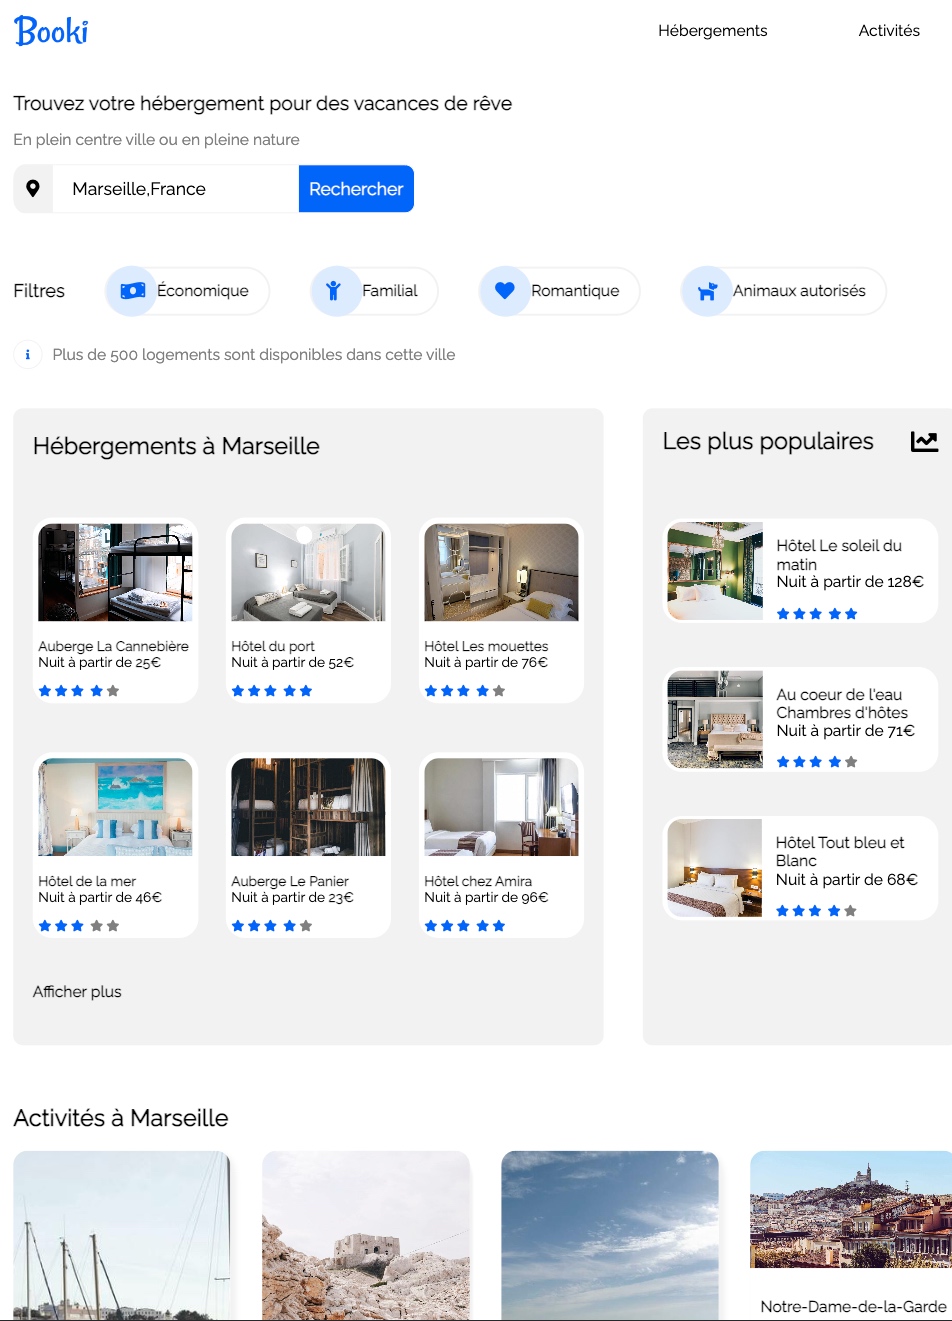 Booki
Hébergements
Activités
Trouvez votre hébergement pour des vacances de rêve
En plein centre ville ou en pleine nature
Marseille,France
Rechercher
Filtres
Économique
Familial
Romantique
Animaux autorisés
Plus de 500 logements sont disponibles dans cette ville
Hébergements à Marseille
Auberge La Cannebière
Nuit à partir de 25€
Hôtel du port
Nuit à partir de 52€
Hôtel Les mouettes
Nuit à partir de 76€
Hôtel de la mer
Nuit à partir de 46€
Auberge Le Panier
Nuit à partir de 23€
Hôtel chez Amira
Nuit à partir de 96€
Afficher plus
Les plus populaires
Hôtel Le soleil du
matin
Nuit à partir de 128€
Au coeur de l'eau
Chambres d'hôtes
Nuit à partir de 71€
Hôtel Tout bleu et
Blanc
Nuit à partir de 68€
Activités à Marseille
Notre-Dame-de-la-Garde